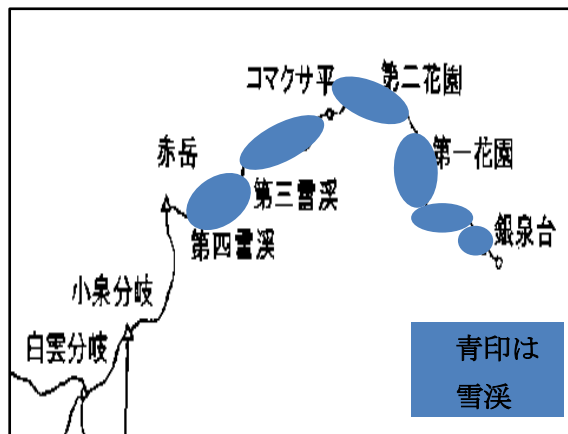 コマクサ平
第二花園
赤岳
第一花園
第三雪渓
第四雪渓
銀泉台
小泉分岐
白雲分岐
青印は
雪渓